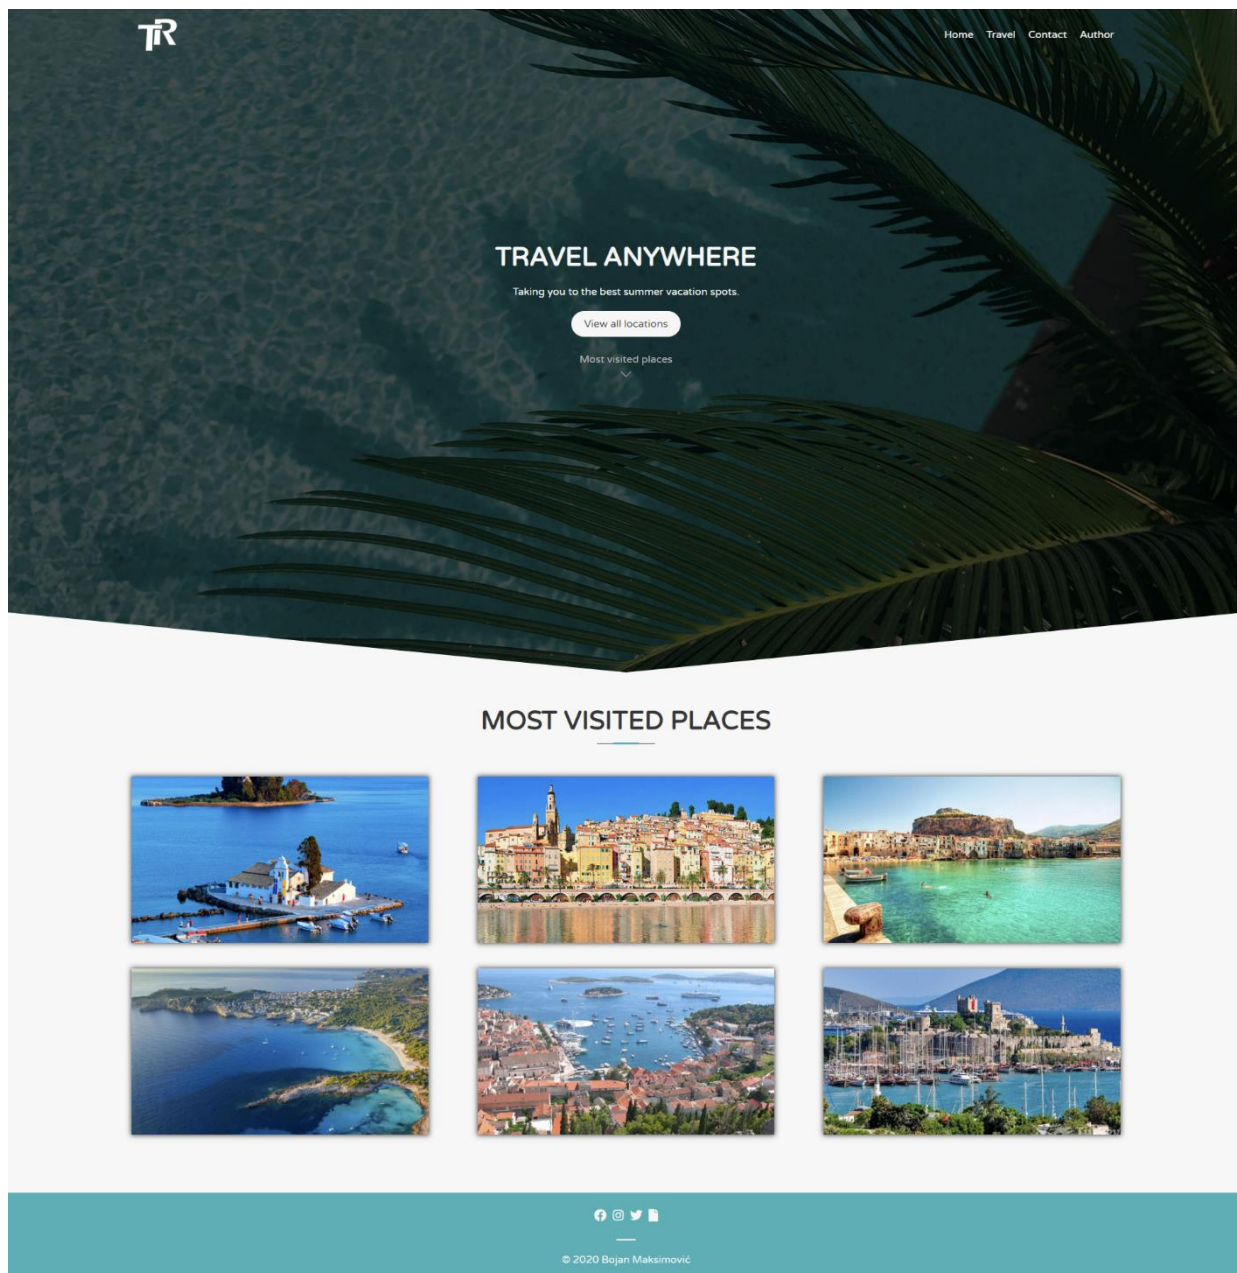 TR
Home Travel Contact Author
TRAVEL ANYWHERE
Taking you to the best summer vacation spots.
View all locations
Most visited places
MOST VISITED PLACES
© 2020 Bojan Maksimović